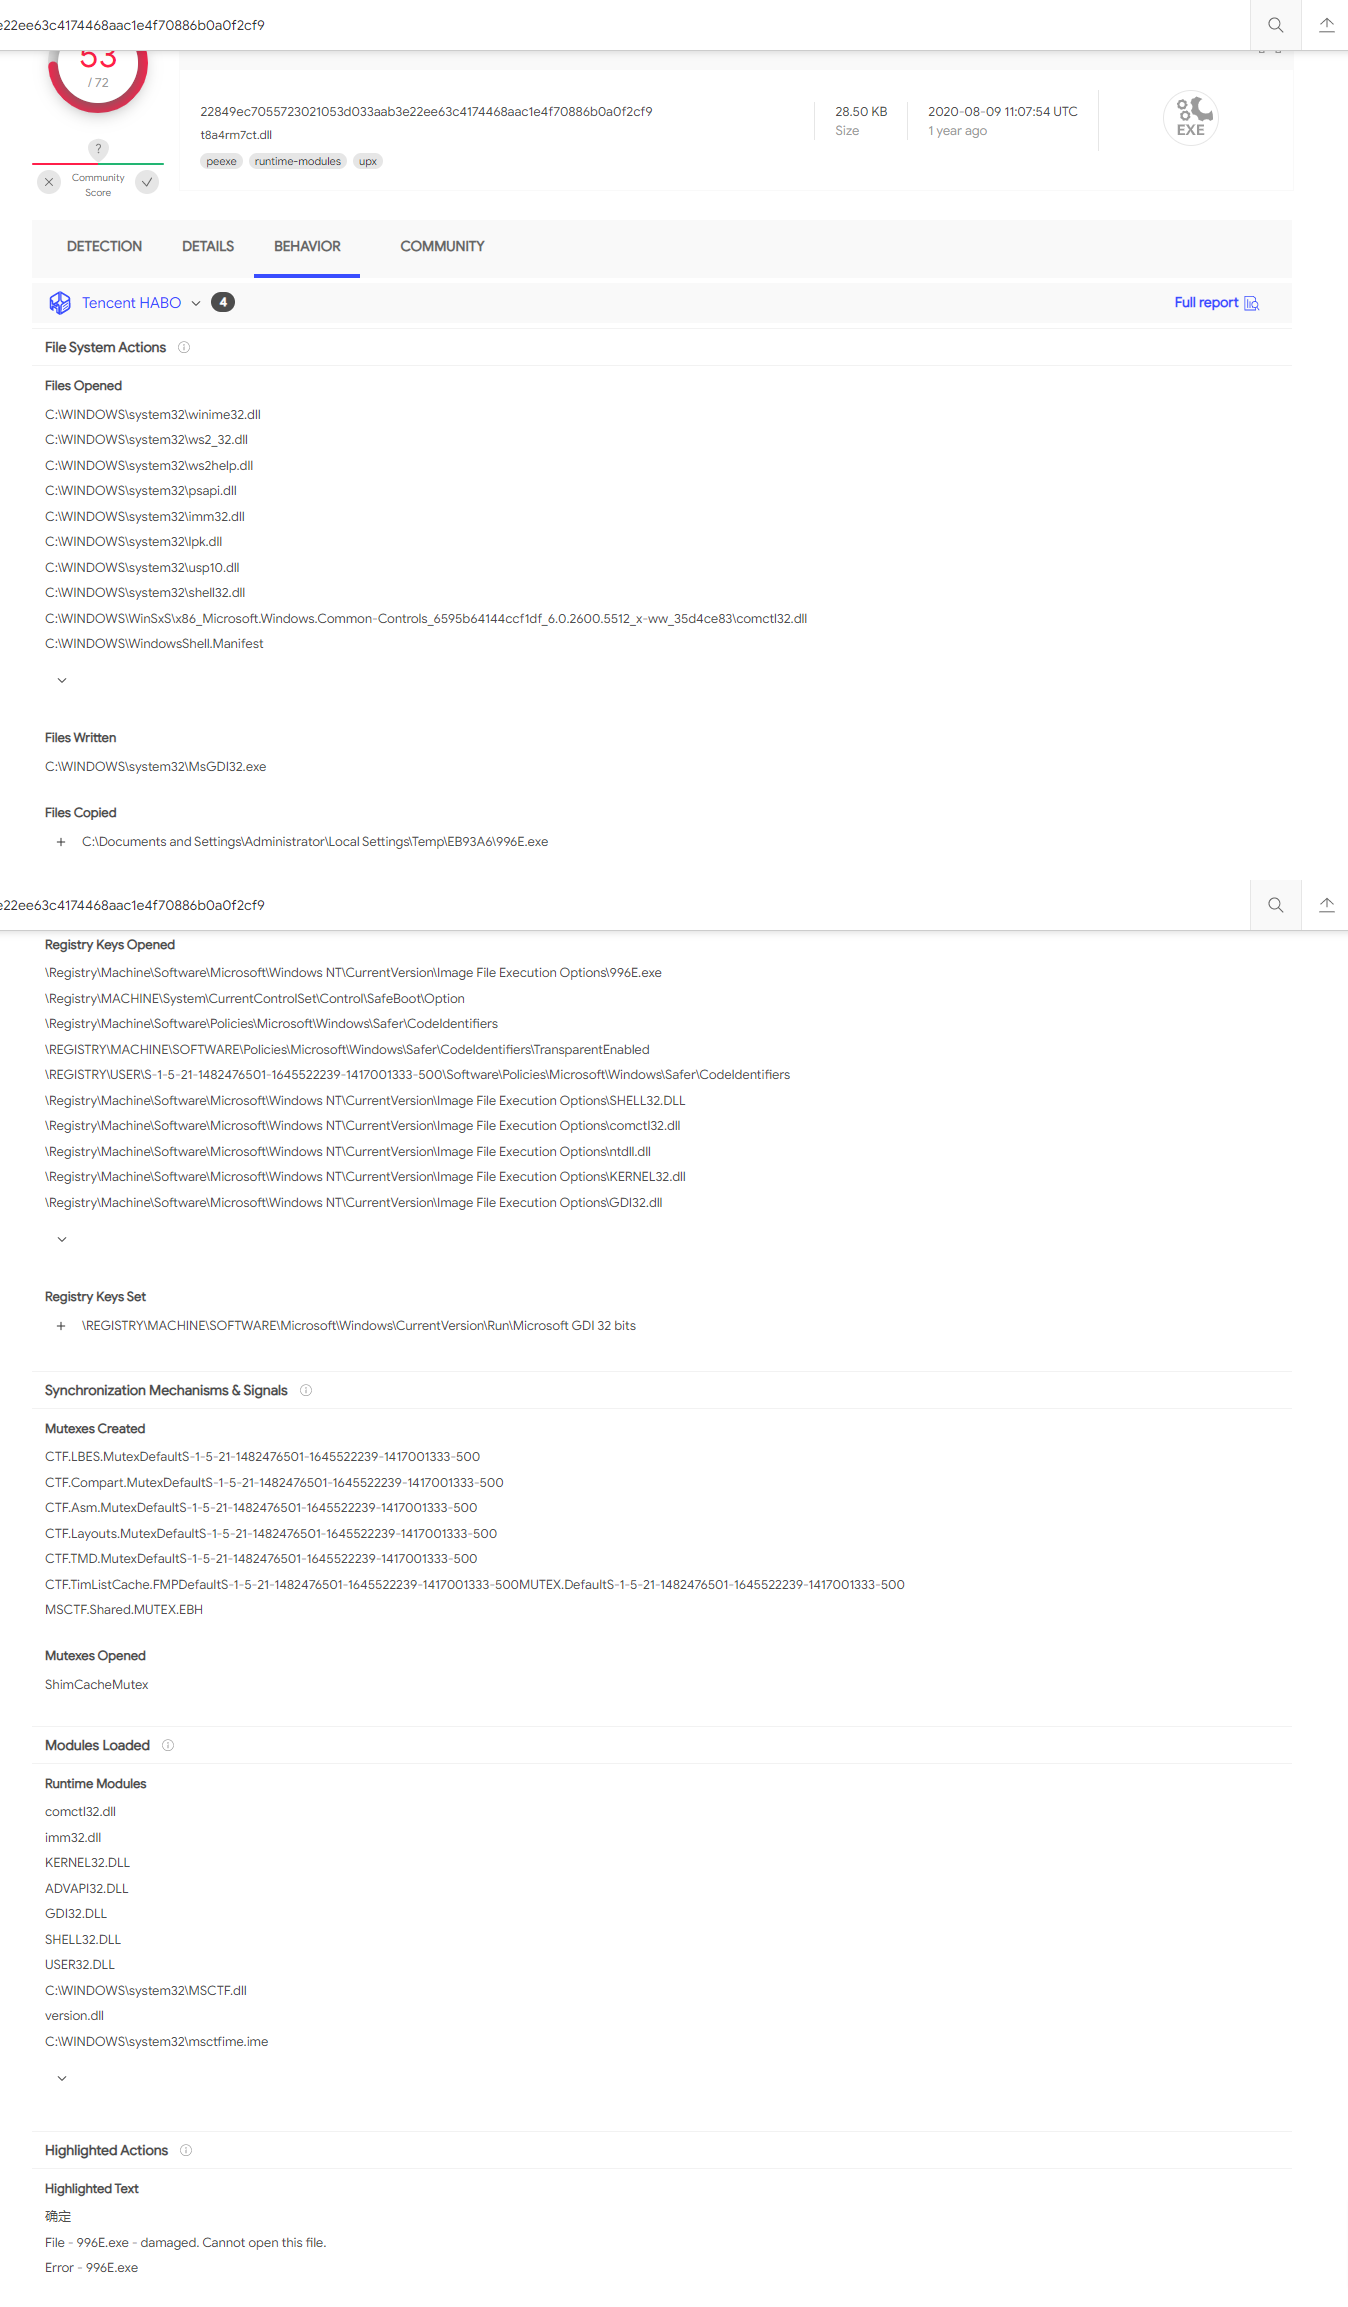 e22ee63c4174468aac1e4f70886b0a0f2cf9
53
/ 72
?
Community
Score
22849ec7055723021053d033aab3e22ee63c4174468aac1e4f70886b0a0f2cf9
t8a4rm7ct.dll
peexe runtime-modules upx
28.50 KB
Size
2020-08-09 11:07:54 UTC
1 year ago
EXE
DETECTION DETAILS BEHAVIOR COMMUNITY
Tencent HABO 4
Full report
File System Actions
Files Opened
C:\WINDOWS\system32\winime32.dll
C:\WINDOWS\system32\ws2_32.dll
C:\WINDOWS\system32\ws2help.dll
C:\WINDOWS\system32\psapi.dll
C:\WINDOWS\system32\imm32.dll
C:\WINDOWS\system32\lpk.dll
C:\WINDOWS\system32\usp10.dll
C:\WINDOWS\system32\shell32.dll
C:\WINDOWS\WinSxS\x86_Microsoft.Windows.Common-Controls_6595b64144ccf1df_6.0.2600.5512_x-ww_35d4ce83\comctl32.dll
C:\WINDOWS\WindowsShell.Manifest
Files Written
C:\WINDOWS\system32\MsGDI32.exe
Files Copied
+ C:\Documents and Settings\Administrator\Local Settings\Temp\EB93A6\996E.exe
e22ee63c4174468aac1e4f70886b0a0f2cf9
Registry Keys Opened
\Registry\Machine\Software\Microsoft\Windows NT\CurrentVersion\Image File Execution Options\996E.exe
\Registry\MACHINE\System\CurrentControlSet\Control\SafeBoot\Option
\Registry\Machine\Software\Policies\Microsoft\Windows\Safer\CodeIdentifiers
\REGISTRY\MACHINE\SOFTWARE\Policies\Microsoft\Windows\Safer\CodeIdentifiers\TransparentEnabled
\REGISTRY\USER\S-1-5-21-1482476501-1645522239-1417001333-500\Software\Policies\Microsoft\Windows\Safer\CodeIdentifiers
\Registry\Machine\Software\Microsoft\Windows NT\CurrentVersion\Image File Execution Options\SHELL32.DLL
\Registry\Machine\Software\Microsoft\Windows NT\CurrentVersion\Image File Execution Options\comctl32.dll
\Registry\Machine\Software\Microsoft\Windows NT\CurrentVersion\Image File Execution Options\ntdll.dll
\Registry\Machine\Software\Microsoft\Windows NT\CurrentVersion\Image File Execution Options\KERNEL32.dll
\Registry\Machine\Software\Microsoft\Windows NT\CurrentVersion\Image File Execution Options\GDI32.dll
Registry Keys Set
+ \REGISTRY\MACHINE\SOFTWARE\Microsoft\Windows\CurrentVersion\Run\Microsoft GDI 32 bits
Synchronization Mechanisms & Signals
Mutexes Created
CTF.LBES.MutexDefaultS-1-5-21-1482476501-1645522239-1417001333-500
CTF.Compart.MutexDefaultS-1-5-21-1482476501-1645522239-1417001333-500
CTF.Asm.MutexDefaultS-1-5-21-1482476501-1645522239-1417001333-500
CTF.Layouts.MutexDefaultS-1-5-21-1482476501-1645522239-1417001333-500
CTF.TMD.MutexDefaultS-1-5-21-1482476501-1645522239-1417001333-500
CTF.TimListCache.FMPDefaultS-1-5-21-1482476501-1645522239-1417001333-500MUTEX.DefaultS-1-5-21-1482476501-1645522239-1417001333-500
MSCTF.Shared.MUTEX.EBH
Mutexes Opened
ShimCacheMutex
Modules Loaded
Runtime Modules
comctl32.dll
imm32.dll
KERNEL32.DLL
ADVAPI32.DLL
GDI32.DLL
SHELL32.DLL
USER32.DLL
C:\WINDOWS\system32\MSCTF.dll
version.dll
C:\WINDOWS\system32\msctfime.ime
Highlighted Actions
Highlighted Text
确定
File - 996E.exe - damaged. Cannot open this file.
Error - 996E.exe